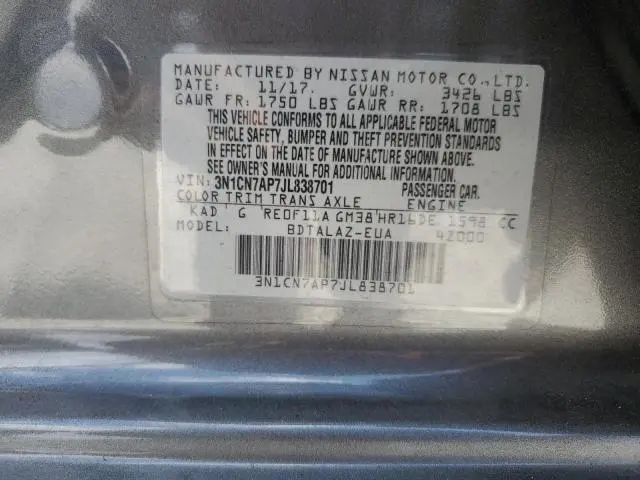 MANUFACTURED BY NISSAN MOTOR CO.,LTD.
DATE: 11/17. GVWR: 3426 LBS
GAWR FR: 1750 LBS GAWR RR: 1708 LBS
THIS VEHICLE CONFORMS TO ALL APPLICABLE FEDERAL MOTOR
VEHICLE SAFETY, BUMPER AND THEFT PREVENTION STANDARDS
IN EFFECT ON THE DATE OF MANUFACTURE SHOWN ABOVE.
SEE OWNER'S MANUAL FOR ADDITIONAL INFORMATION.
VIN: 3N1CN7AP7JL838701 PASSENGER CAR.
COLOR TRIM TRANS AXLE ENGINE
KAD G RE0F11A GM38 HR16DE 1598 CC
MODEL: BDTALAZ-EUA 42000
3N1CN7AP7JL838701